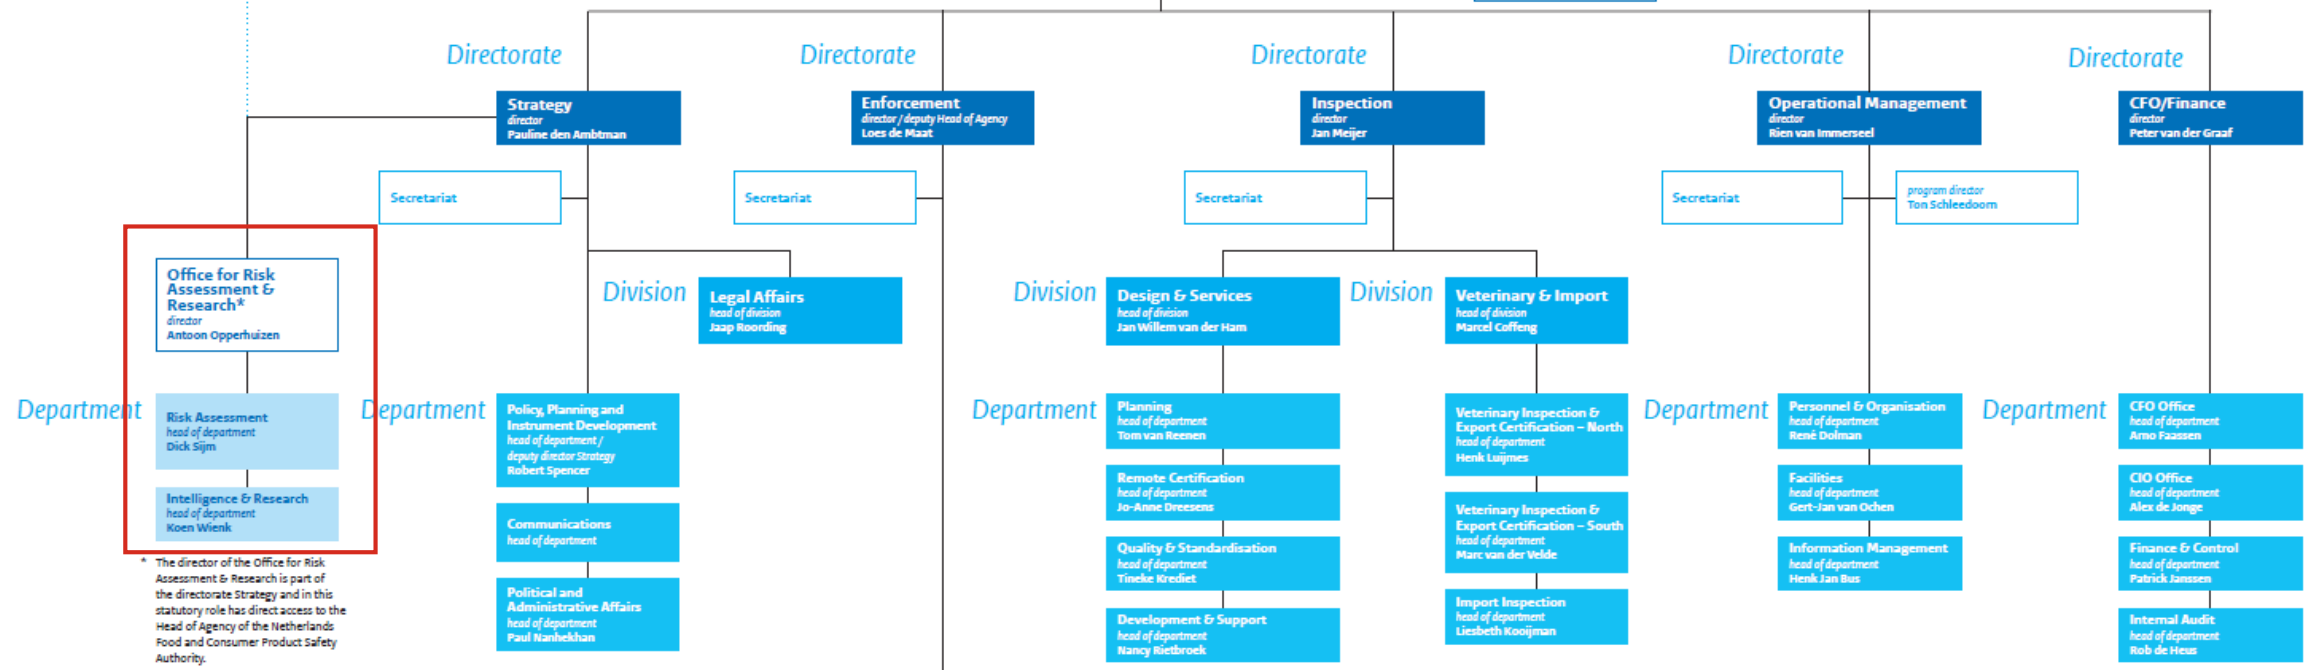 Directorate
Directorate
Directorate
Directorate
Directorate
Strategy
director
Pauline den Ambtman
Enforcement
director / deputy Head of Agency
Loes de Maat
Inspection
director
Jan Meijer
Operational Management
director
Rien van Immerseel
CFO/Finance
director
Peter van der Graaf
Secretariat
Secretariat
Secretariat
Secretariat
program director
Ton Schleedoorn
Office for Risk
Assessment &
Research*
director
Antoon Opperhuizen
Division
Legal Affairs
head of division
Jaap Roording
Division
Design & Services
head of division
Jan Willem van der Ham
Division
Veterinary & Import
head of division
Marcel Coffeng
Department
Risk Assessment
head of department
Dick Sijm
Intelligence & Research
head of department
Koen Wienk
* The director of the Office for Risk
Assessment & Research is part of
the directorate Strategy and in this
statutory role has direct access to the
Head of Agency of the Netherlands
Food and Consumer Product Safety
Authority.
Department
Policy, Planning and
Instrument Development
head of department /
deputy director Strategy
Robert Spencer
Communications
head of department
Political and
Administrative Affairs
head of department
Paul Nanhekhan
Department
Planning
head of department
Tom van Reenen
Remote Certification
head of department
Jo-Anne Dreesens
Quality & Standardisation
head of department
Tineke Krediet
Development & Support
head of department
Nancy Rietbroek
Veterinary Inspection &
Export Certification – North
head of department
Henk Luijmes
Veterinary Inspection &
Export Certification – South
head of department
Marc van der Velde
Import Inspection
head of department
Liesbeth Kooijman
Department
Personnel & Organisation
head of department
René Dolman
Facilities
head of department
Gert-Jan van Ochen
Information Management
head of department
Henk Jan Bus
Department
CFO Office
head of department
Arno Faassen
CIO Office
head of department
Alex de Jonge
Finance & Control
head of department
Patrick Janssen
Internal Audit
head of department
Rob de Heus